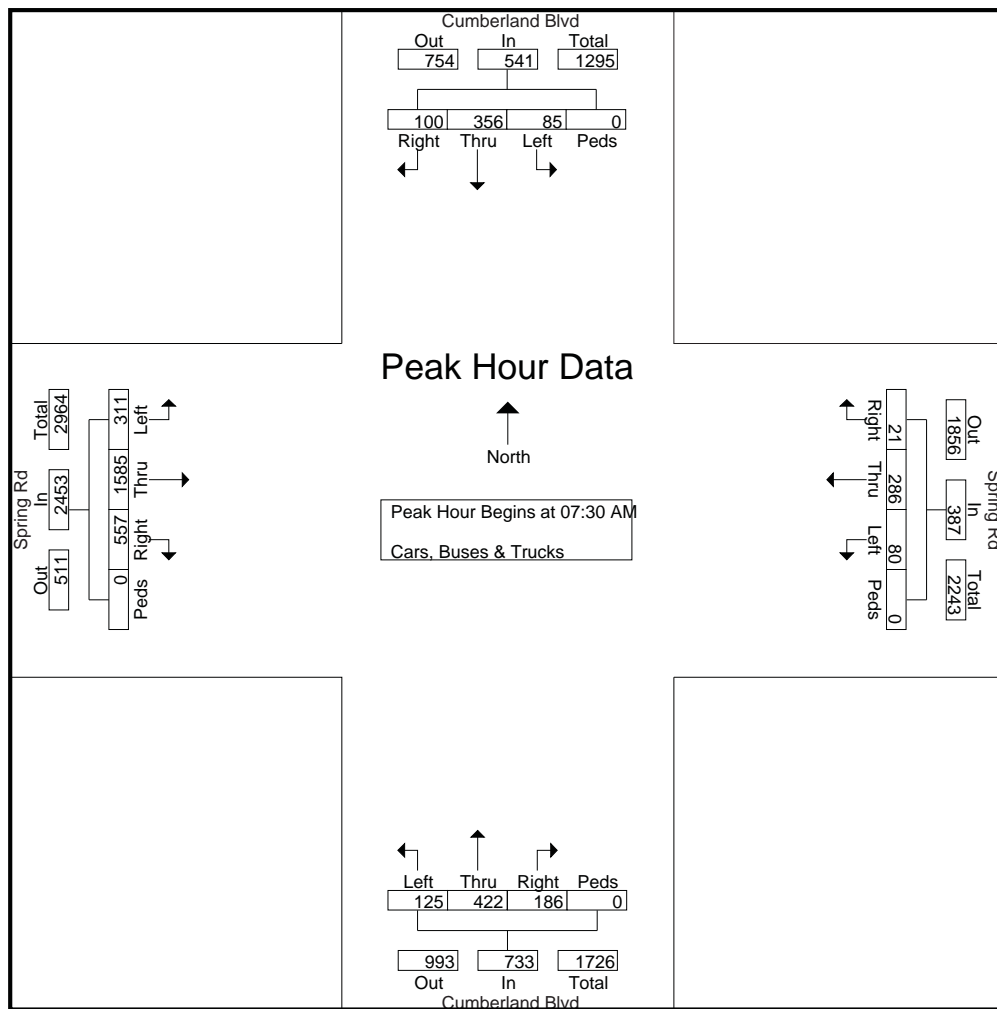 Cumberland Blvd
Out In Total
754 541 1295
100 356 85 0
Right Thru Left Peds
Peak Hour Data
North
Peak Hour Begins at 07:30 AM
Cars, Buses & Trucks
Spring Rd
Total In Out
2964 2453 511
311 1585 557 0
Left Thru Right Peds
Right Thru Left Peds
21 286 80 0
Out In Total
1856 387 2243
Spring Rd
Left Thru Right Peds
125 422 186 0
993 733 1726
Out In Total
Cumberland Blvd